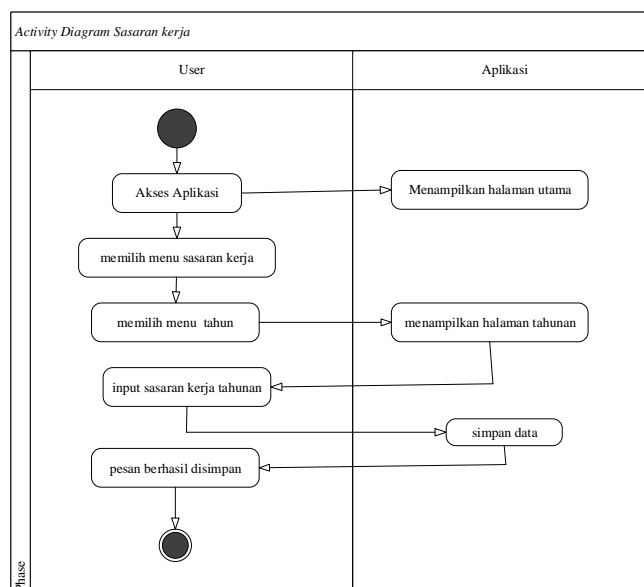 Activity Diagram Sasaran kerja
User
Aplikasi
Akses Aplikasi
Menampilkan halaman utama
memilih menu sasaran kerja
memilih menu tahun
menampilkan halaman tahunan
input sasaran kerja tahunan
simpan data
pesan berhasil disimpan
Phase